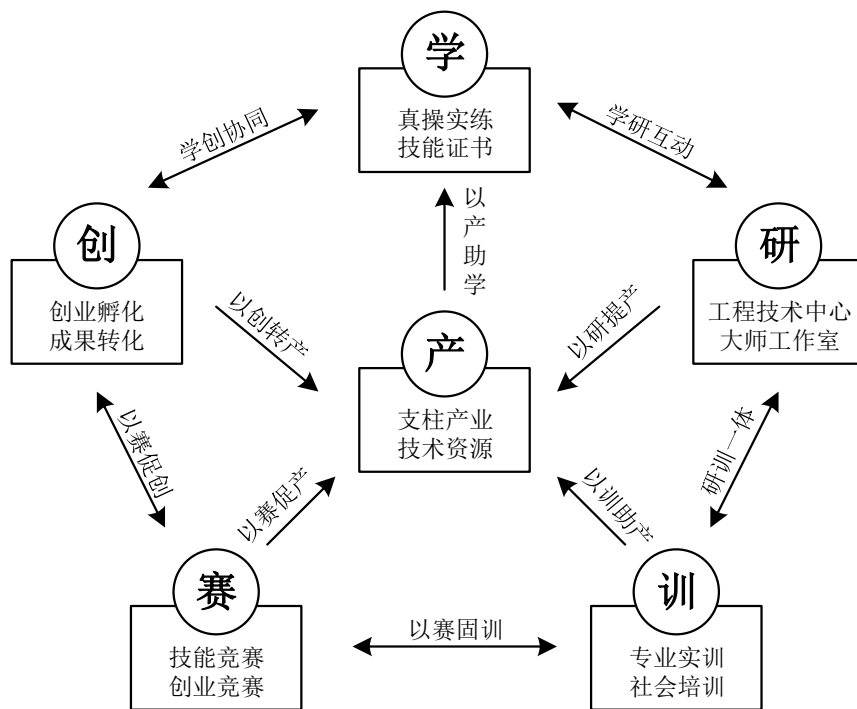 学
真操实练
技能证书
学创协同
学研互动
以产助学
创
创业孵化
成果转化
研
工程技术中心
大师工作室
以创转产
以研提产
产
支柱产业
技术资源
以赛促创
研训一体
以赛促产
以训助产
赛
技能竞赛
创业竞赛
以赛固训
训
专业实训
社会培训